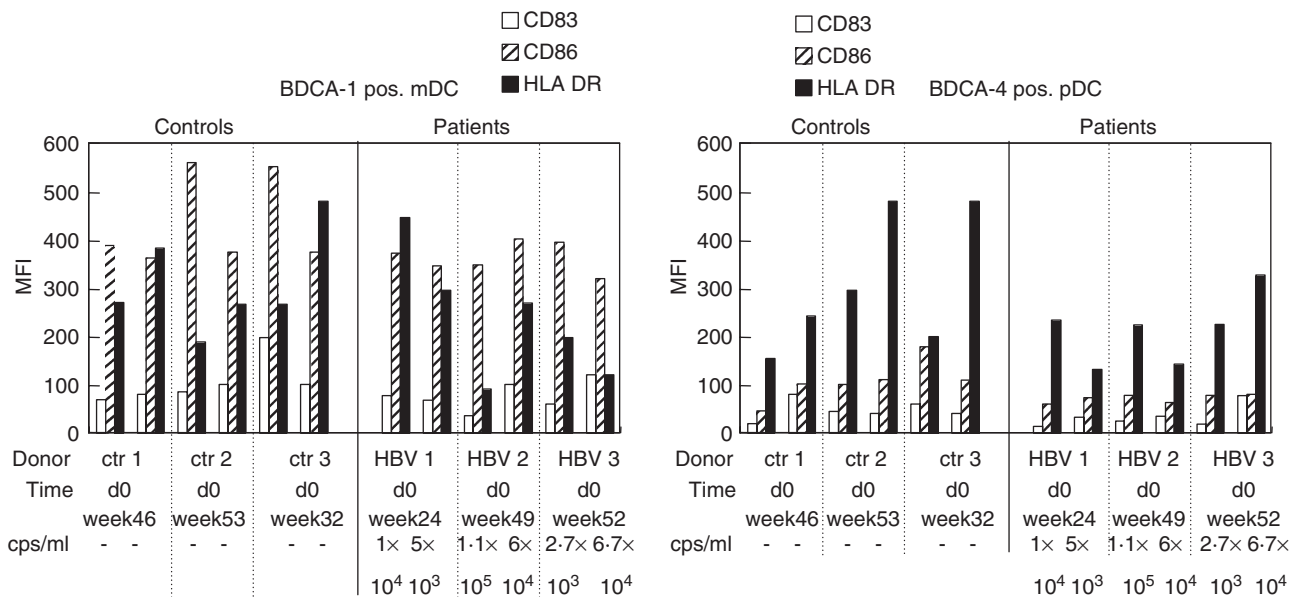 CD83
CD86
HLA DR
BDCA-1 pos. mDC
Controls Patients
600
500
400
300
200
100
0
MFI
Donor ctr 1 ctr 2 ctr 3 HBV 1 HBV 2 HBV 3
Time d0 d0 d0 d0 d0 d0
week46 week53 week32 week24 week49 week52
cps/ml - - - - - - 1× 5× 1·1× 6× 2·7× 6·7×
10⁴ 10³ 10⁵ 10⁴ 10³ 10⁴
CD83
CD86
HLA DR
BDCA-4 pos. pDC
Controls Patients
600
500
400
300
200
100
0
MFI
Donor ctr 1 ctr 2 ctr 3 HBV 1 HBV 2 HBV 3
Time d0 d0 d0 d0 d0 d0
week46 week53 week32 week24 week49 week52
cps/ml - - - - - - 1× 5× 1·1× 6× 2·7× 6·7×
10⁴ 10³ 10⁵ 10⁴ 10³ 10⁴